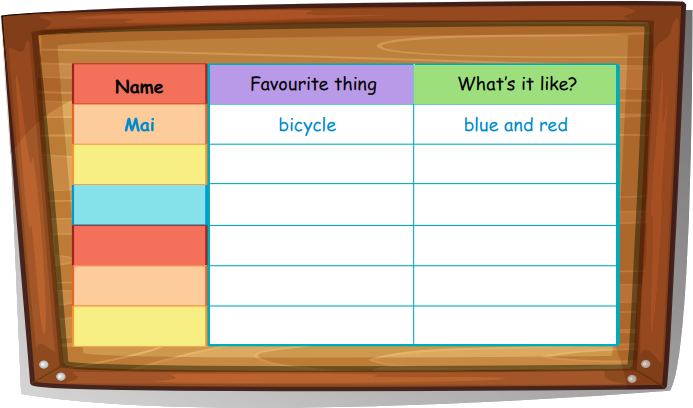 Name Favourite thing What's it like?
Mai bicycle blue and red